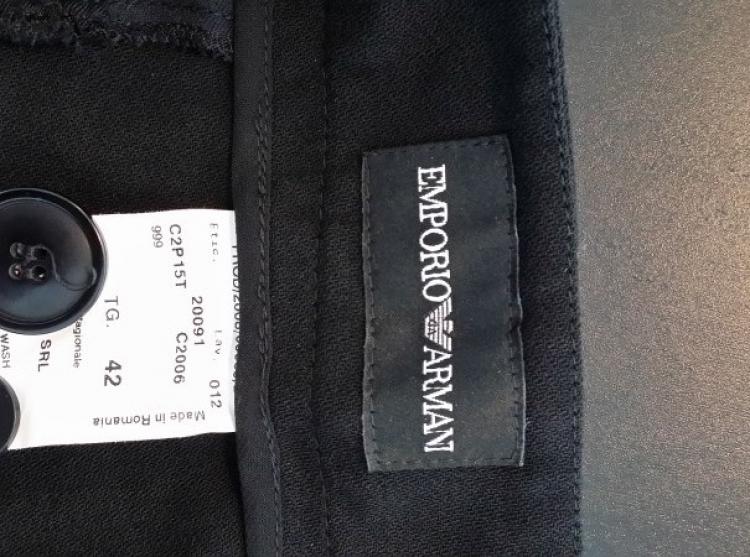 EMPORIO ARMANI
Etic. Lav. 012
C2P15T 20091 C2006
999
TG. 42
SRL
WASH
Made in Romania